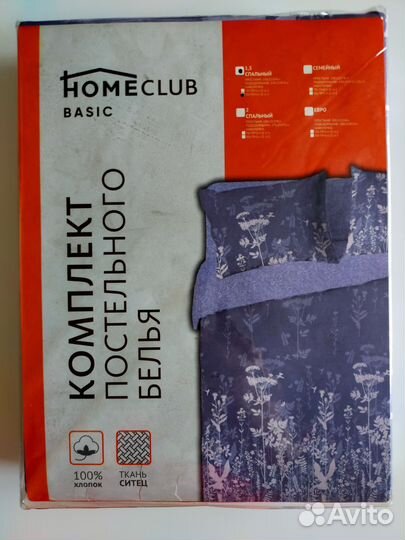 HOMECLUB
BASIC
1,5
СПАЛЬНЫЙ
СЕМЕЙНЫЙ
2
СПАЛЬНЫЙ
ЕВРО
КОМПЛЕКТ
ПОСТЕЛЬНОГО
БЕЛЬЯ
100%
ХЛОПОК
ТКАНЬ
СИТЕЦ
Avito